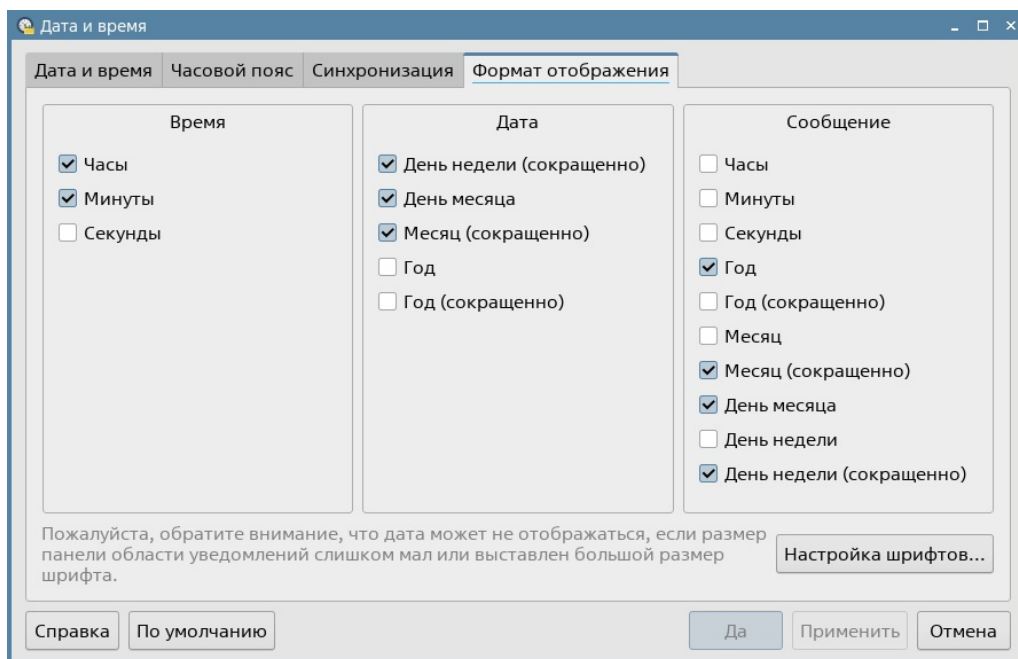 Дата и время
Дата и время Часовой пояс Синхронизация Формат отображения
Время
Часы
Минуты
Секунды
Дата
День недели (сокращенно)
День месяца
Месяц (сокращенно)
Год
Год (сокращенно)
Сообщение
Часы
Минуты
Секунды
Год
Год (сокращенно)
Месяц
Месяц (сокращенно)
День месяца
День недели
День недели (сокращенно)
Пожалуйста, обратите внимание, что дата может не отображаться, если размер
панели области уведомлений слишком мал или выставлен большой размер
шрифта.
Настройка шрифтов...
Справка По умолчанию Да Применить Отмена